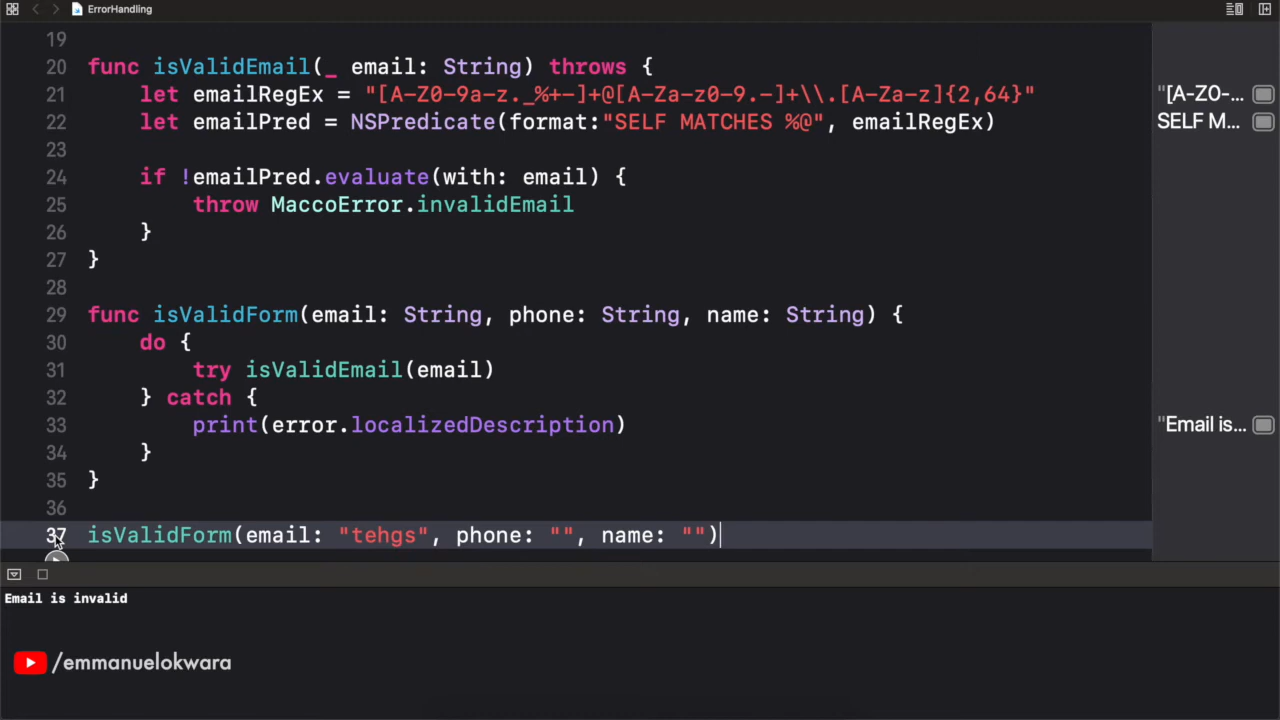 ErrorHandling
19
20 func isValidEmail(_ email: String) throws {
21 let emailRegEx = "[A-Z0-9a-z._%+-]+@[A-Za-z0-9.-]+\\.[A-Za-z]{2,64}" "[A-Z0-...
22 let emailPred = NSPredicate(format:"SELF MATCHES %@", emailRegEx) SELF M...
23
24 if !emailPred.evaluate(with: email) {
25 throw MaccoError.invalidEmail
26 }
27 }
28
29 func isValidForm(email: String, phone: String, name: String) {
30 do {
31 try isValidEmail(email)
32 } catch {
33 print(error.localizedDescription) "Email is...
34 }
35 }
36
37 isValidForm(email: "tehgs", phone: "", name: "")
Email is invalid
/emmanuelokwara